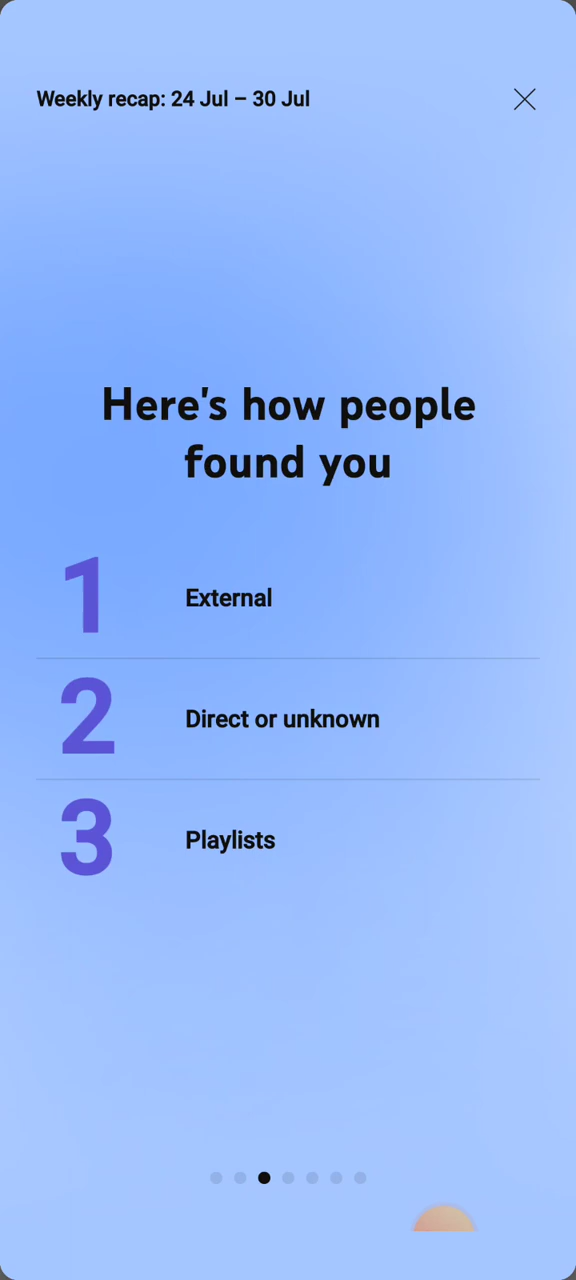 Weekly recap: 24 Jul – 30 Jul
Here's how people
found you
1 External
2 Direct or unknown
3 Playlists